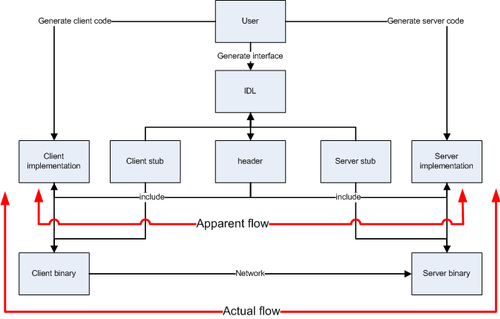 User
Generate client code
Generate server code
Generate interface
IDL
Client
implementation
Client stub
header
Server stub
Server
implementation
include
include
Apparent flow
Client binary
Network
Server binary
Actual flow